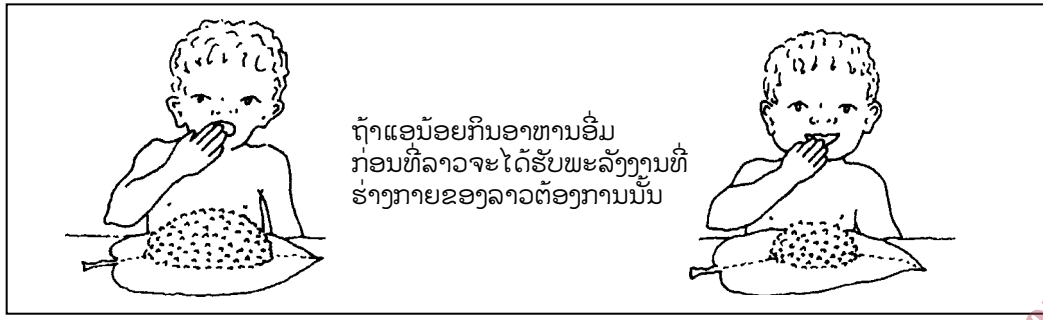 ຖ້າແອນ້ອຍກິນອາຫານອີ່ມ
ກ່ອນທີ່ລາວຈະໄດ້ຮັບພະລັງງານທີ່
ຮ່າງກາຍຂອງລາວຕ້ອງການນັ້ນ